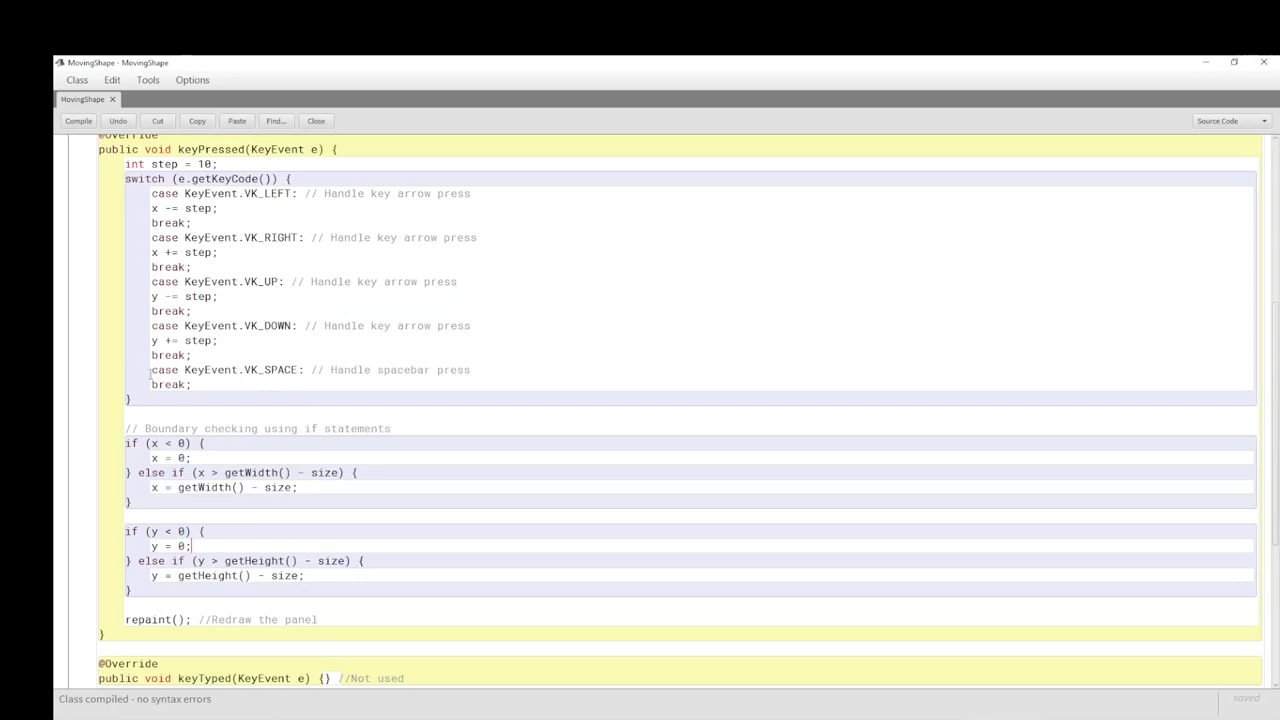 MovingShape - MovingShape
Class Edit Tools Options
MovingShape ×
Compile Undo Cut Copy Paste Find... Close Source Code
@Override
public void keyPressed(KeyEvent e) {
int step = 10;
switch (e.getKeyCode()) {
case KeyEvent.VK_LEFT: // Handle key arrow press
x -= step;
break;
case KeyEvent.VK_RIGHT: // Handle key arrow press
x += step;
break;
case KeyEvent.VK_UP: // Handle key arrow press
y -= step;
break;
case KeyEvent.VK_DOWN: // Handle key arrow press
y += step;
break;
case KeyEvent.VK_SPACE: // Handle spacebar press
break;
}
// Boundary checking using if statements
if (x < 0) {
x = 0;
} else if (x > getWidth() - size) {
x = getWidth() - size;
}
if (y < 0) {
y = 0;
} else if (y > getHeight() - size) {
y = getHeight() - size;
}
repaint(); //Redraw the panel
}
@Override
public void keyTyped(KeyEvent e) {} //Not used
Class compiled - no syntax errors
saved